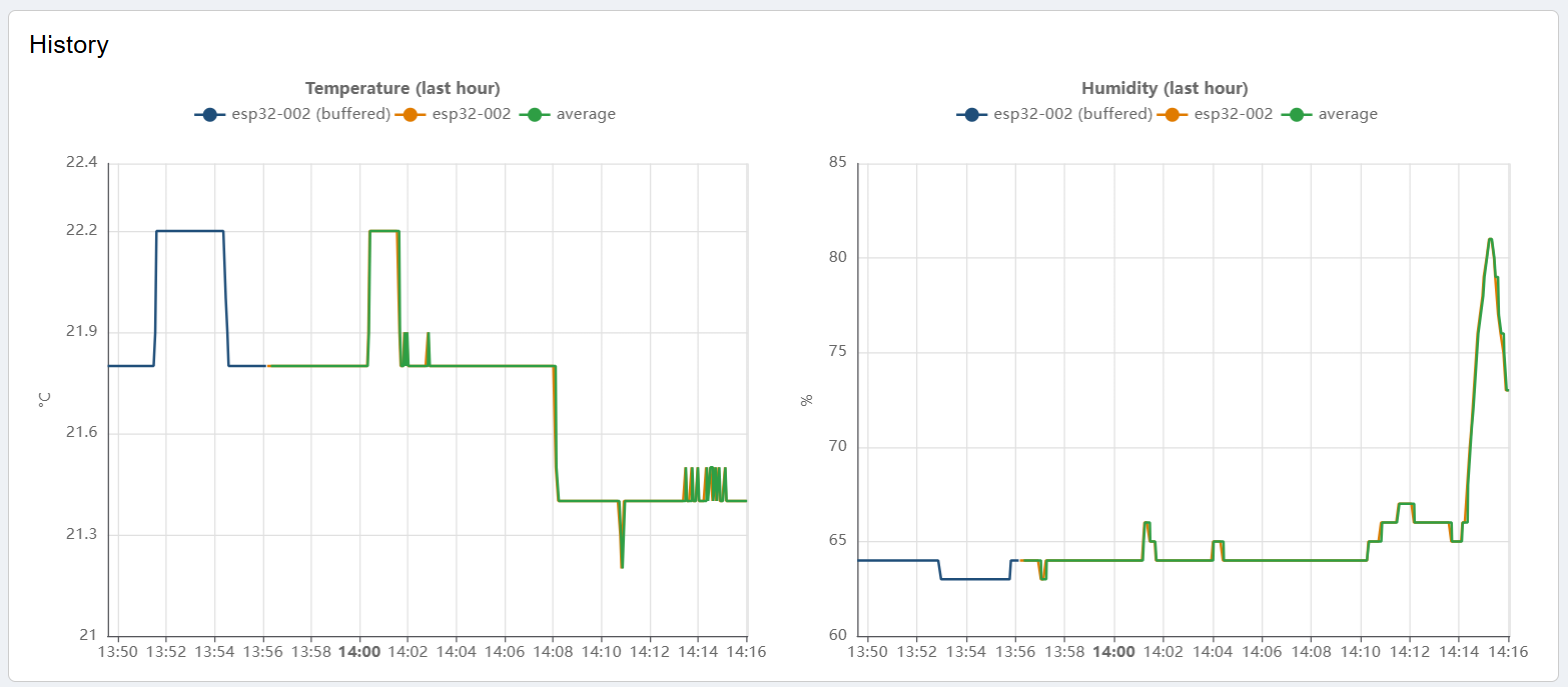 History
Temperature (last hour)
esp32-002 (buffered) esp32-002 average
22.4
22.2
21.9
21.6
21.3
21
°C
13:50 13:52 13:54 13:56 13:58 14:00 14:02 14:04 14:06 14:08 14:10 14:12 14:14 14:16
Humidity (last hour)
esp32-002 (buffered) esp32-002 average
85
80
75
70
65
60
%
13:50 13:52 13:54 13:56 13:58 14:00 14:02 14:04 14:06 14:08 14:10 14:12 14:14 14:16